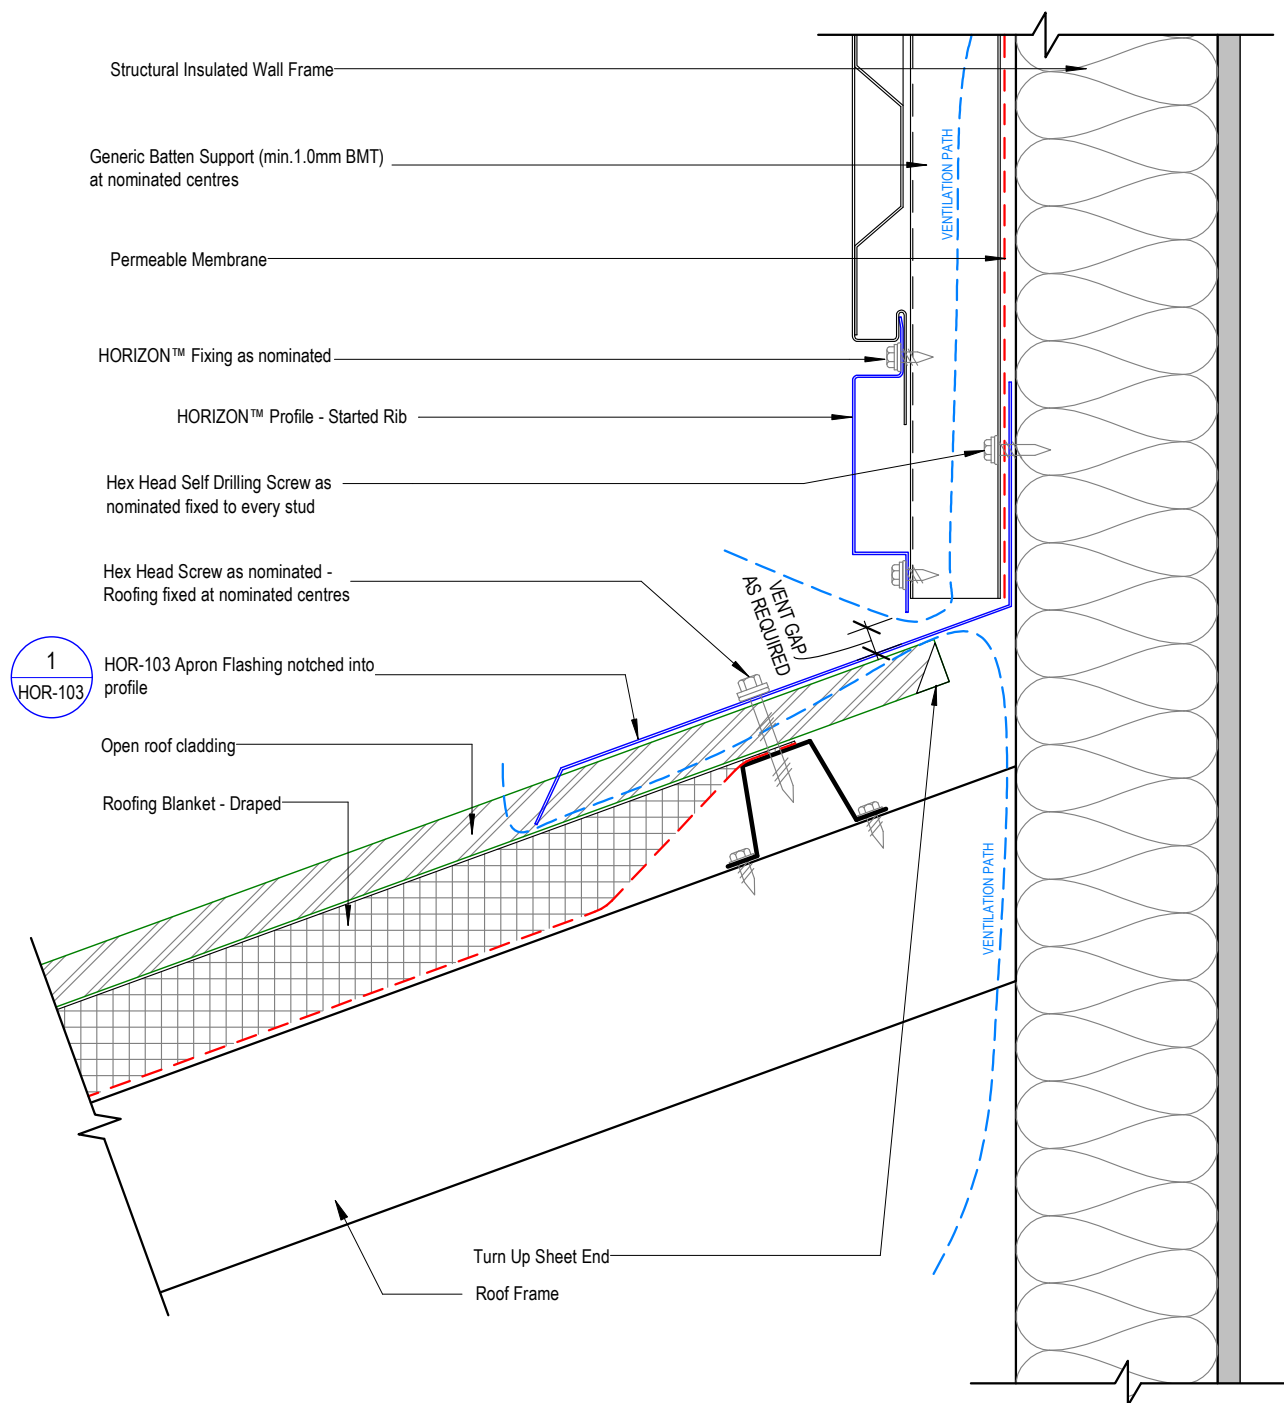 Structural Insulated Wall Frame
Generic Batten Support (min.1.0mm BMT)
at nominated centres
VENTILATION PATH
Permeable Membrane
HORIZON™ Fixing as nominated
HORIZON™ Profile - Started Rib
Hex Head Self Drilling Screw as
nominated fixed to every stud
Hex Head Screw as nominated -
Roofing fixed at nominated centres
VENT GAP
AS REQUIRED
1
HOR-103
HOR-103 Apron Flashing notched into
profile
Open roof cladding
Roofing Blanket - Draped
VENTILATION PATH
Turn Up Sheet End
Roof Frame